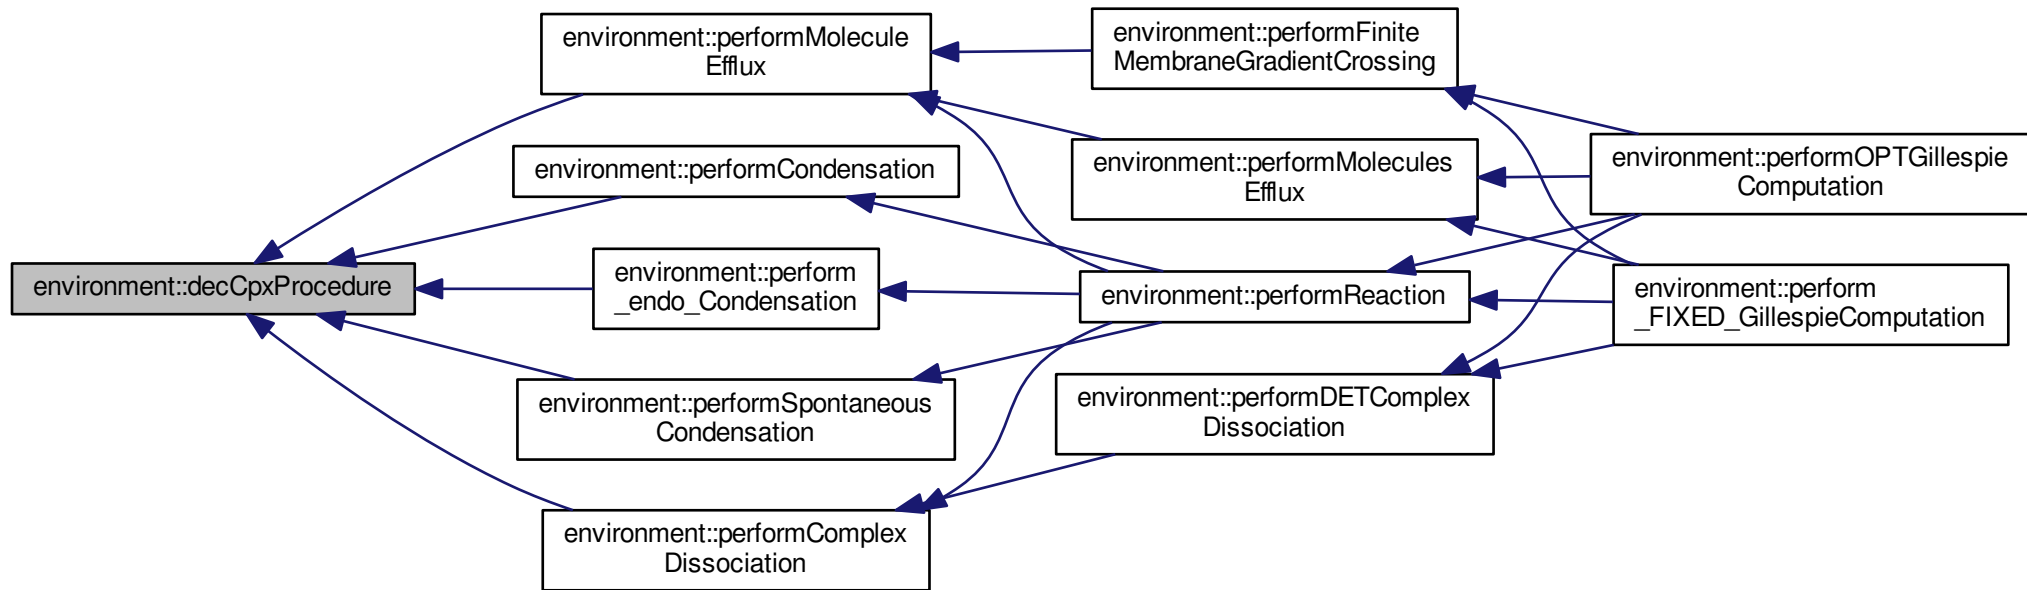 environment::decCpxProcedure
environment::performMolecule
Efflux
environment::performCondensation
environment::perform
_endo_Condensation
environment::performSpontaneous
Condensation
environment::performComplex
Dissociation
environment::performFinite
MembraneGradientCrossing
environment::performMolecules
Efflux
environment::performReaction
environment::performDETComplex
Dissociation
environment::performOPTGillespie
Computation
environment::perform
_FIXED_GillespieComputation